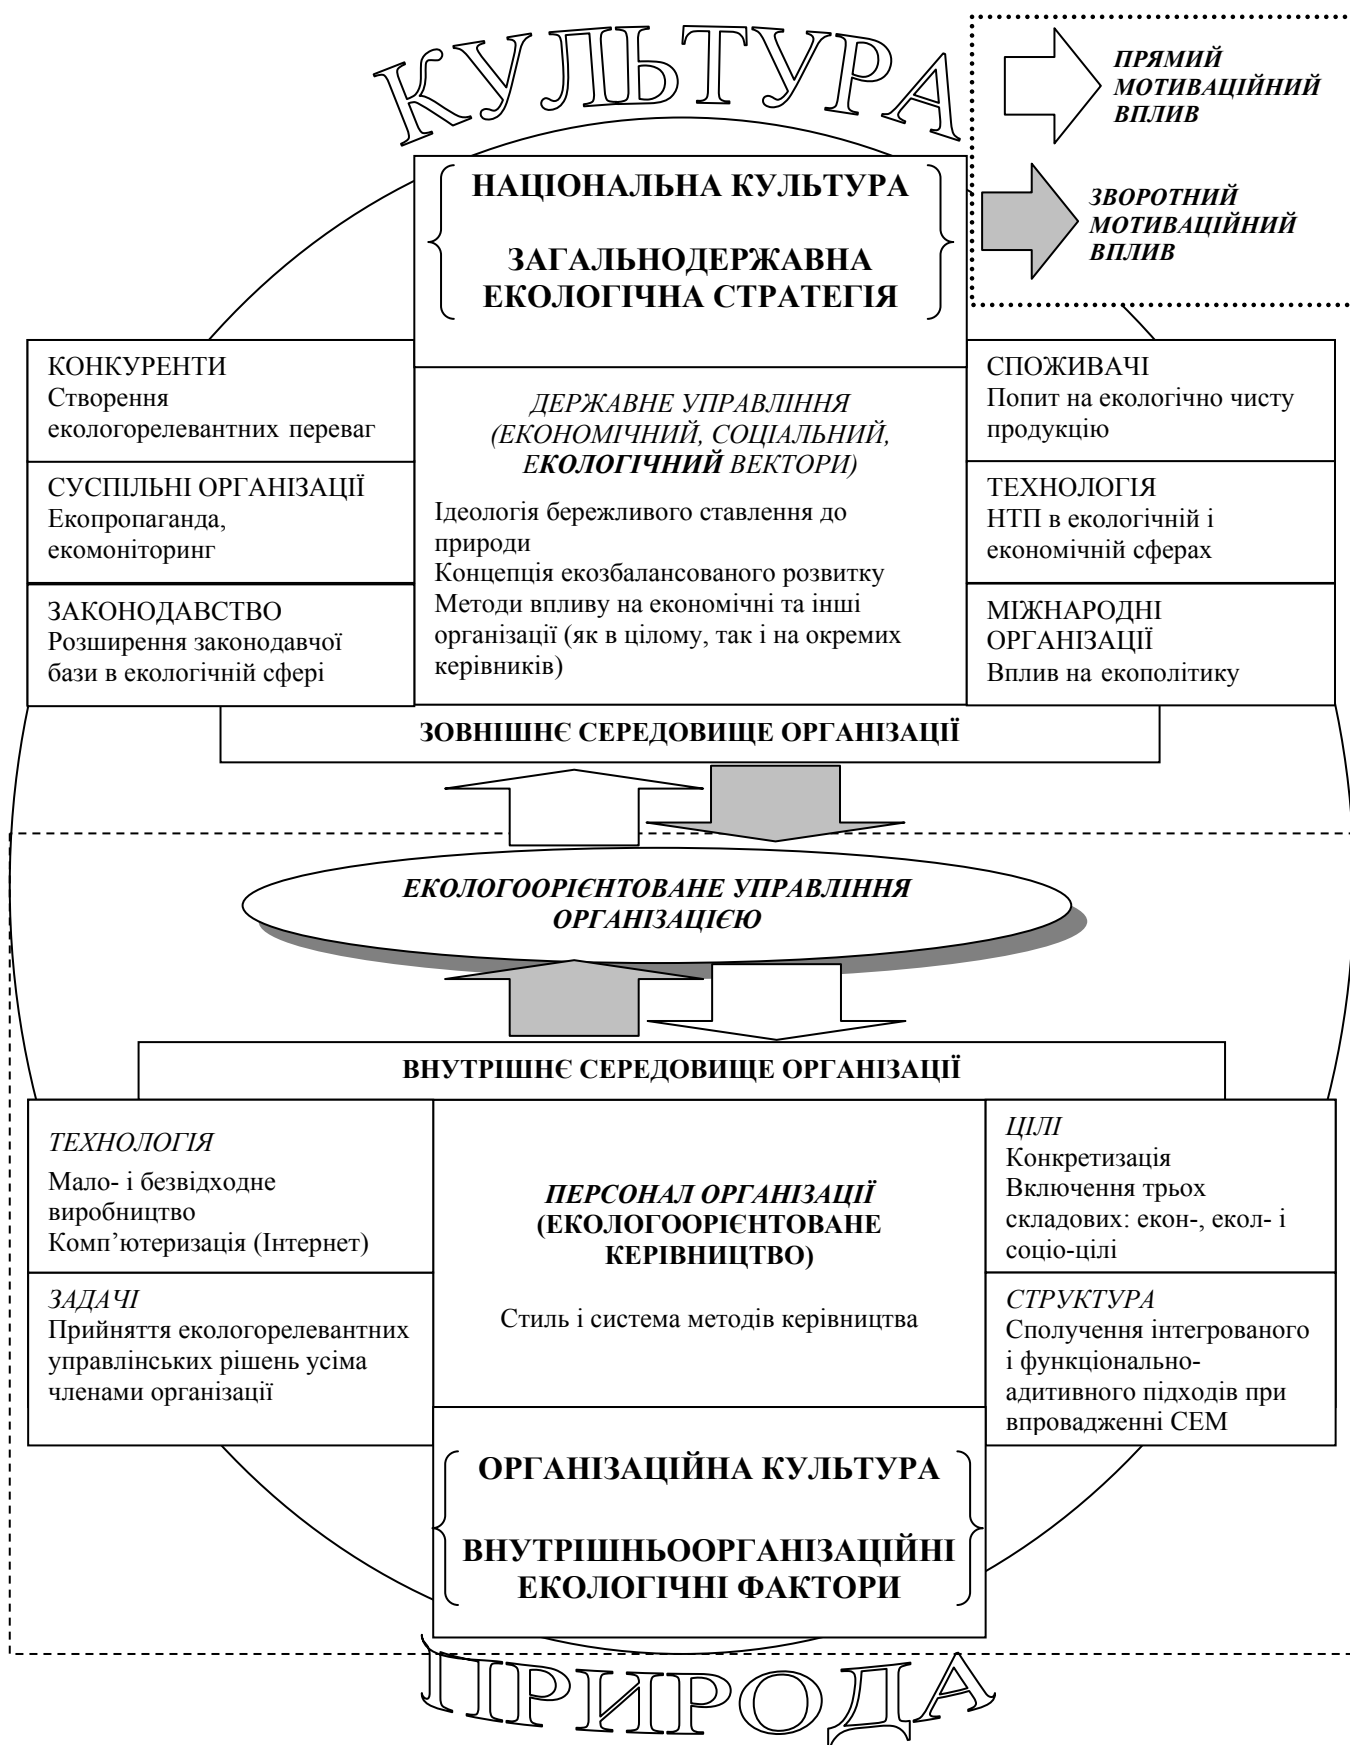 КУЛЬТУРА
ПРЯМИЙ
МОТИВАЦІЙНИЙ
ВПЛИВ
ЗВОРОТНИЙ
МОТИВАЦІЙНИЙ
ВПЛИВ
НАЦІОНАЛЬНА КУЛЬТУРА
ЗАГАЛЬНОДЕРЖАВНА
ЕКОЛОГІЧНА СТРАТЕГІЯ
КОНКУРЕНТИ
Створення
екологорелевантних переваг
СУСПІЛЬНІ ОРГАНІЗАЦІЇ
Екопропаганда,
екомоніторинг
ЗАКОНОДАВСТВО
Розширення законодавчої
бази в екологічній сфері
ДЕРЖАВНЕ УПРАВЛІННЯ
(ЕКОНОМІЧНИЙ, СОЦІАЛЬНИЙ,
ЕКОЛОГІЧНИЙ ВЕКТОРИ)
Ідеологія бережливого ставлення до
природи
Концепція екозбалансованого розвитку
Методи впливу на економічні та інші
організації (як в цілому, так і на окремих
керівників)
СПОЖИВАЧІ
Попит на екологічно чисту
продукцію
ТЕХНОЛОГІЯ
НТП в екологічній і
економічній сферах
МІЖНАРОДНІ
ОРГАНІЗАЦІЇ
Вплив на екополітику
ЗОВНІШНЄ СЕРЕДОВИЩЕ ОРГАНІЗАЦІЇ
ЕКОЛОГООРІЄНТОВАНЕ УПРАВЛІННЯ
ОРГАНІЗАЦІЄЮ
ВНУТРІШНЄ СЕРЕДОВИЩЕ ОРГАНІЗАЦІЇ
ТЕХНОЛОГІЯ
Мало- і безвідходне
виробництво
Комп’ютеризація (Інтернет)
ЗАДАЧІ
Прийняття екологорелевантних
управлінських рішень усіма
членами організації
ПЕРСОНАЛ ОРГАНІЗАЦІЇ
(ЕКОЛОГООРІЄНТОВАНЕ
КЕРІВНИЦТВО)
Стиль і система методів керівництва
ЦІЛІ
Конкретизація
Включення трьох
складових: екон-, екол- і
соціо-цілі
СТРУКТУРА
Сполучення інтегрованого
і функціонально-
адитивного підходів при
впровадженні СЕМ
ОРГАНІЗАЦІЙНА КУЛЬТУРА
ВНУТРІШНЬООРГАНІЗАЦІЙНІ
ЕКОЛОГІЧНІ ФАКТОРИ
ПРИРОДА